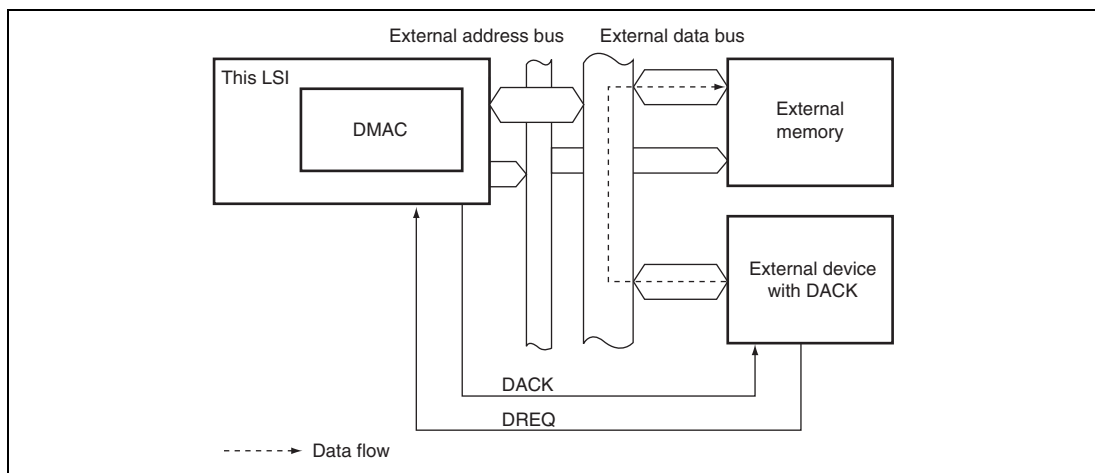 External address bus
External data bus
This LSI
DMAC
External
memory
External device
with DACK
DACK
DREQ
Data flow